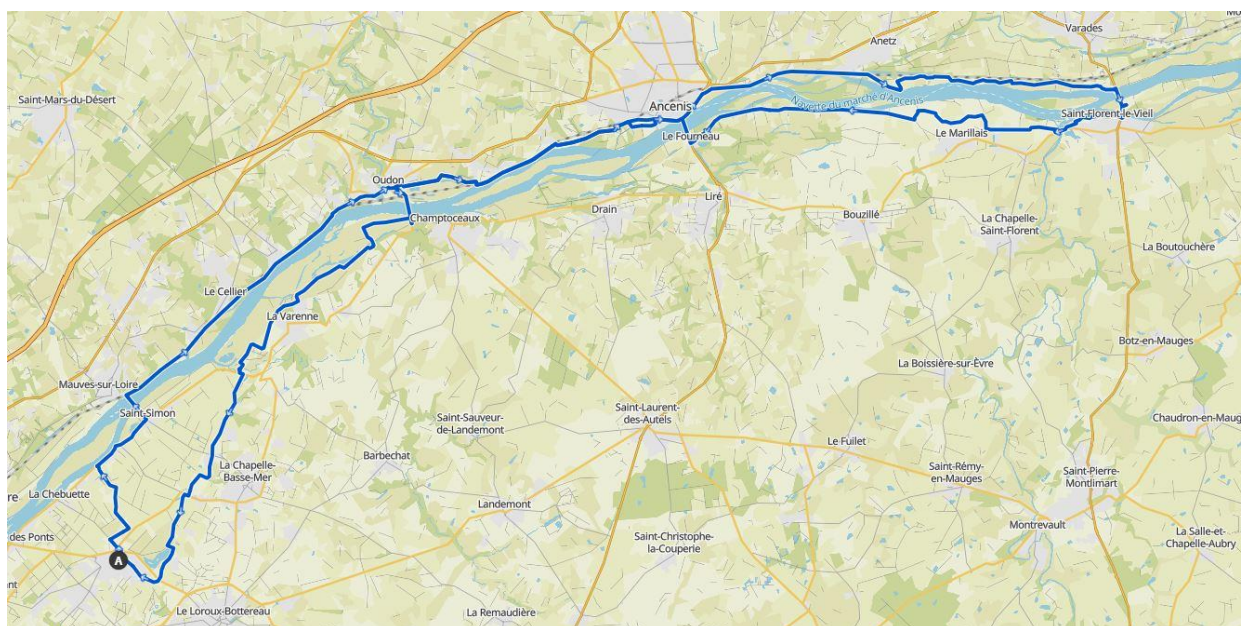 Varades
Anetz
Saint-Mars-du-Désert
Ancenis
Navette du marché d'Ancenis
Saint-Florent-le-Vieil
Le Fourneau
Le Marillais
Oudon
Champtoceaux
Drain
Liré
Bouzillé
La Chapelle-
Saint-Florent
La Boutouchère
Le Cellier
La Varenne
Botz-en-Mauges
La Boissière-sur-Èvre
Mauves-sur-Loire
Saint-Simon
Saint-Sauveur-
de-Landemont
Saint-Laurent-
des-Autels
Chaudron-en-Maug
Le Fuilet
Barbechat
La Chapelle-
Basse-Mer
Saint-Rémy-
en-Mauges
Saint-Pierre-
Montlimart
La Chebuette
ere
Landemont
Montrevault
des Ponts
Saint-Christophe-
la-Couperie
La Salle-et-
Chapelle-Aubry
A
ant
Le Loroux-Bottereau
La Remaudière